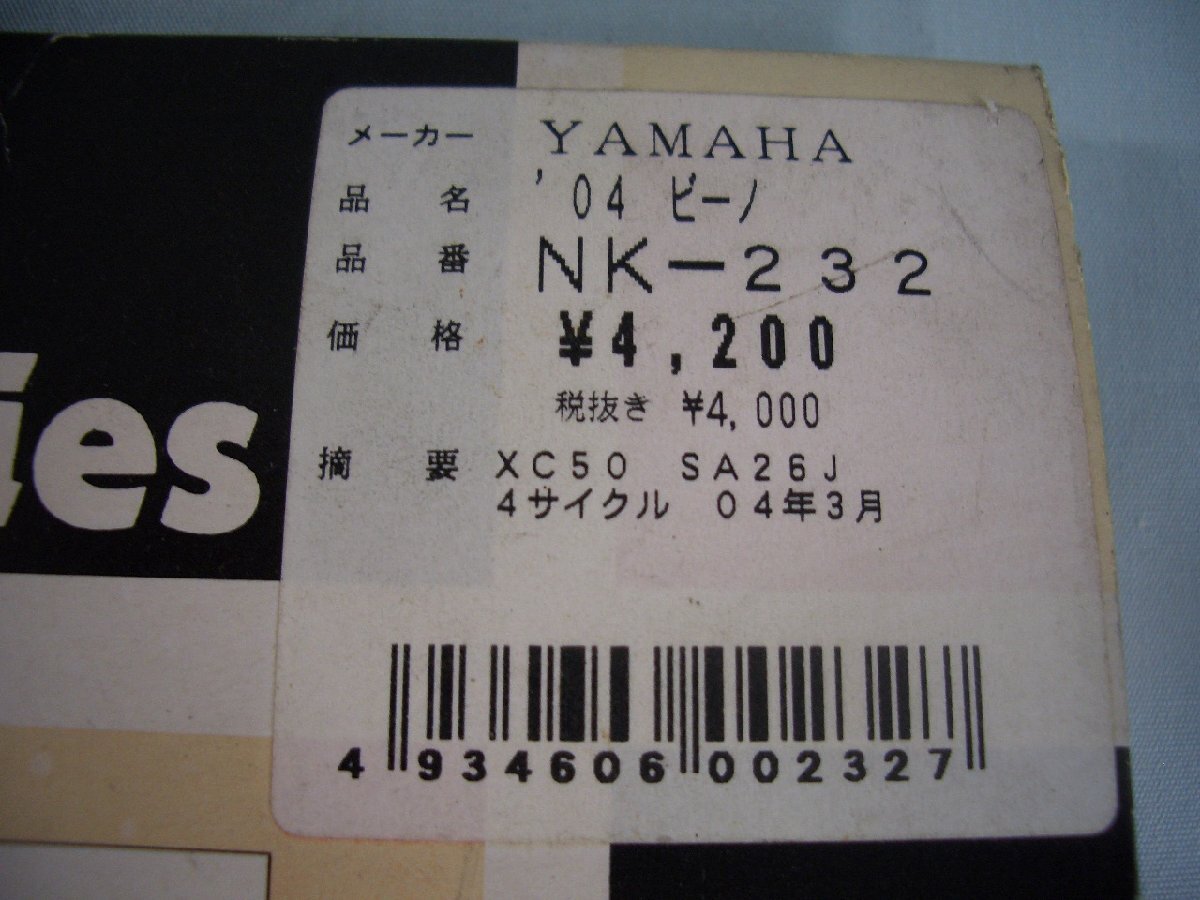 メーカー YAMAHA
品名 '04 ビーノ
品番 NK-232
価格 ¥4,200
税抜き ¥4,000
摘要 XC50 SA26J
4サイクル 04年3月
4 934606 002327
ies